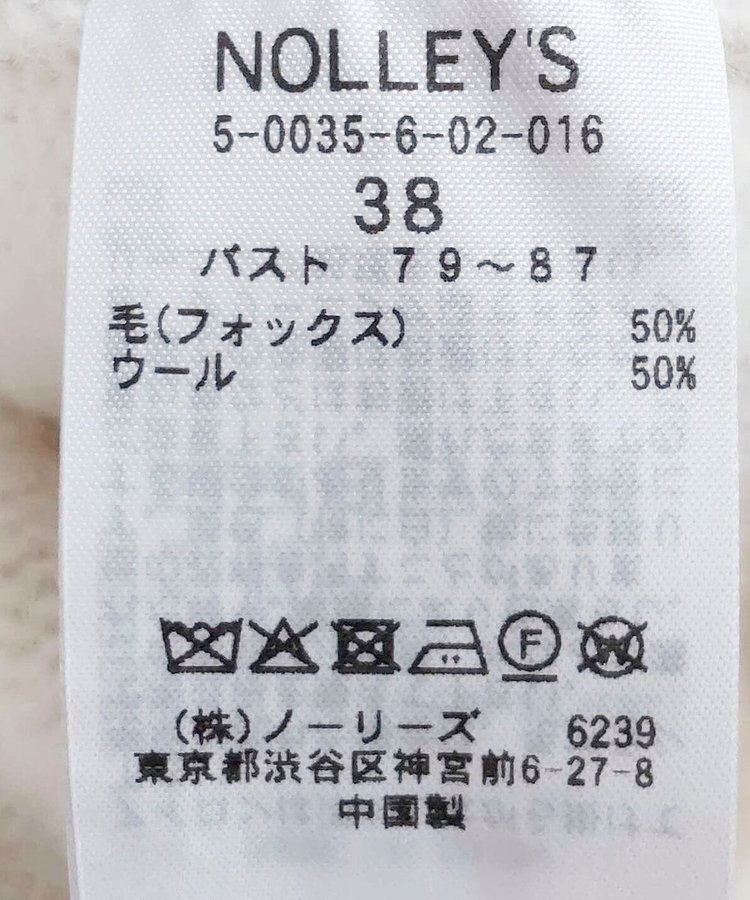 NOLLEY'S
5-0035-6-02-016
38
バスト 79〜87
毛(フォックス) 50%
ウール 50%
F W
(株)ノーリーズ 6239
東京都渋谷区神宮前6-27-8
中国製